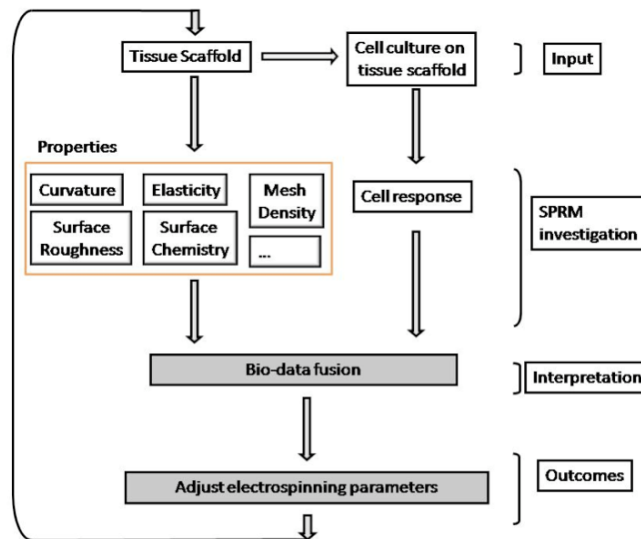 Tissue Scaffold
Cell culture on
tissue scaffold
Input
Properties
Curvature
Elasticity
Mesh
Density
Surface
Roughness
Surface
Chemistry
...
Cell response
SPRM
investigation
Bio-data fusion
Interpretation
Adjust electrospinning parameters
Outcomes